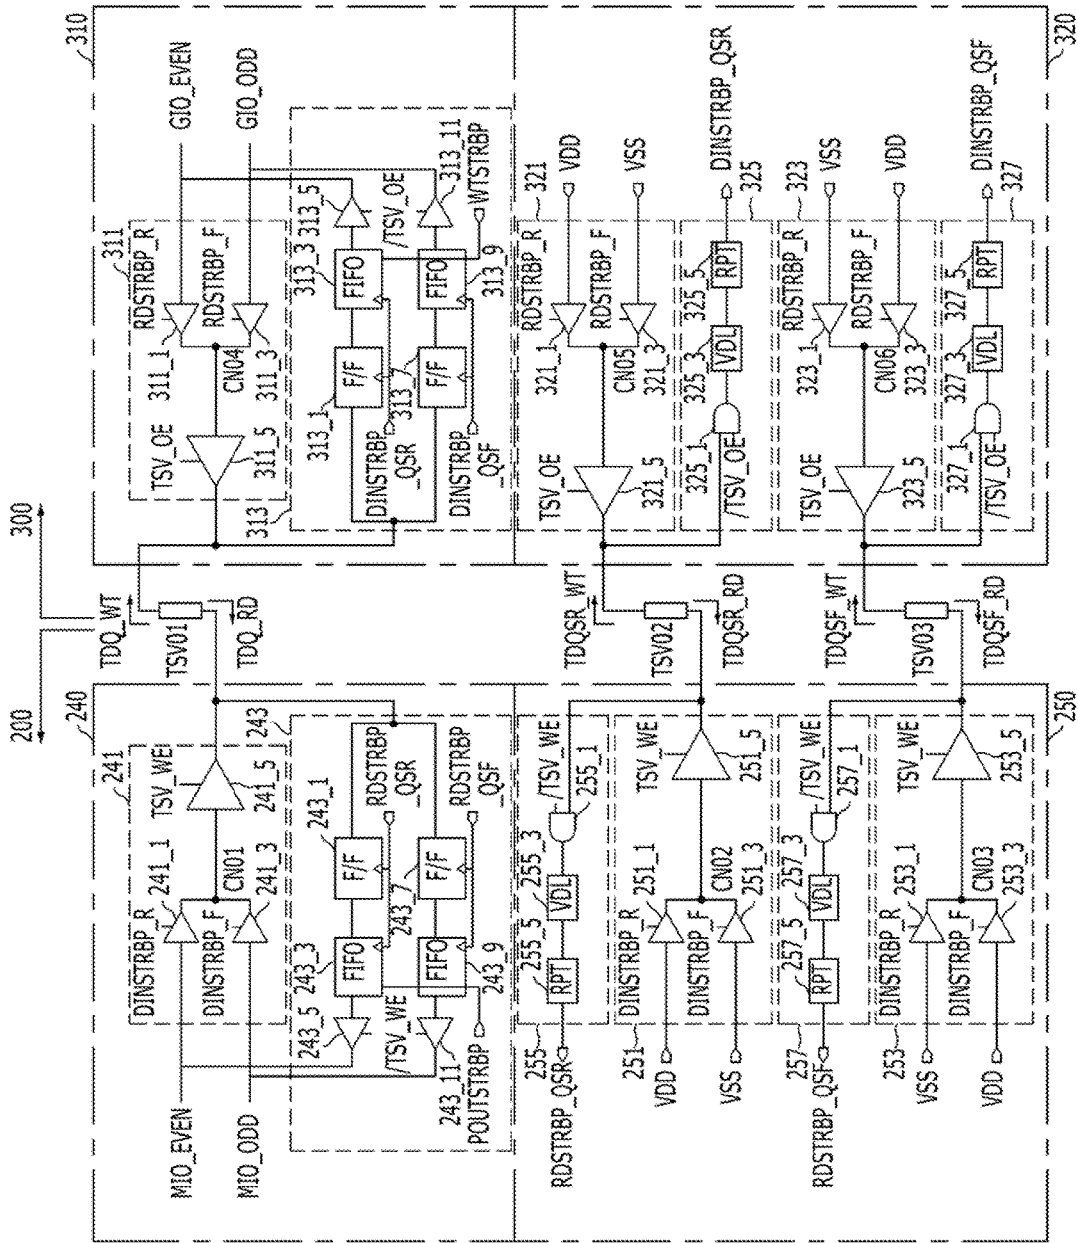 200
300
240
MIO_EVEN
MIO_ODD
241
DINSTRBP_R
241_1
DINSTRBP_F
CN01
241_3
TSV_WE
241_5
243
243_1
F/F
243_3
FIFO
243_5
/TSV_WE
243_7
F/F
FIFO
243_9
243_11
POUTSTRBP
RDSTRBP
_QSR
RDSTRBP
_QSF
TDQ_WT
TSV01
TDQ_RD
310
GIO_EVEN
GIO_ODD
311
RDSTRBP_R
311_1
RDSTRBP_F
CN04
311_3
TSV_OE
311_5
313
313_1
F/F
313_3
FIFO
313_5
/TSV_OE
313_7
F/F
FIFO
313_9
313_11
WTSTRBP
DINSTRBP
_QSR
DINSTRBP
_QSF
250
255
RDSTRBP_QSR
255_5
RPT
255_3
VDL
/TSV_WE
255_1
251
VDD
VSS
DINSTRBP_R
251_1
DINSTRBP_F
CN02
251_3
TSV_WE
251_5
257
RDSTRBP_QSF
257_5
RPT
257_3
VDL
/TSV_WE
257_1
253
VSS
VDD
DINSTRBP_R
253_1
DINSTRBP_F
CN03
253_3
TSV_WE
253_5
TDQSR_WT
TSV02
TDQSR_RD
TDQSF_WT
TSV03
TDQSF_RD
320
321
VDD
VSS
RDSTRBP_R
321_1
RDSTRBP_F
CN05
321_3
TSV_OE
321_5
325
DINSTRBP_QSR
325_5
RPT
325_3
VDL
325_1
/TSV_OE
323
VSS
VDD
RDSTRBP_R
323_1
RDSTRBP_F
CN06
323_3
TSV_OE
323_5
327
DINSTRBP_QSF
327_5
RPT
327_3
VDL
327_1
/TSV_OE